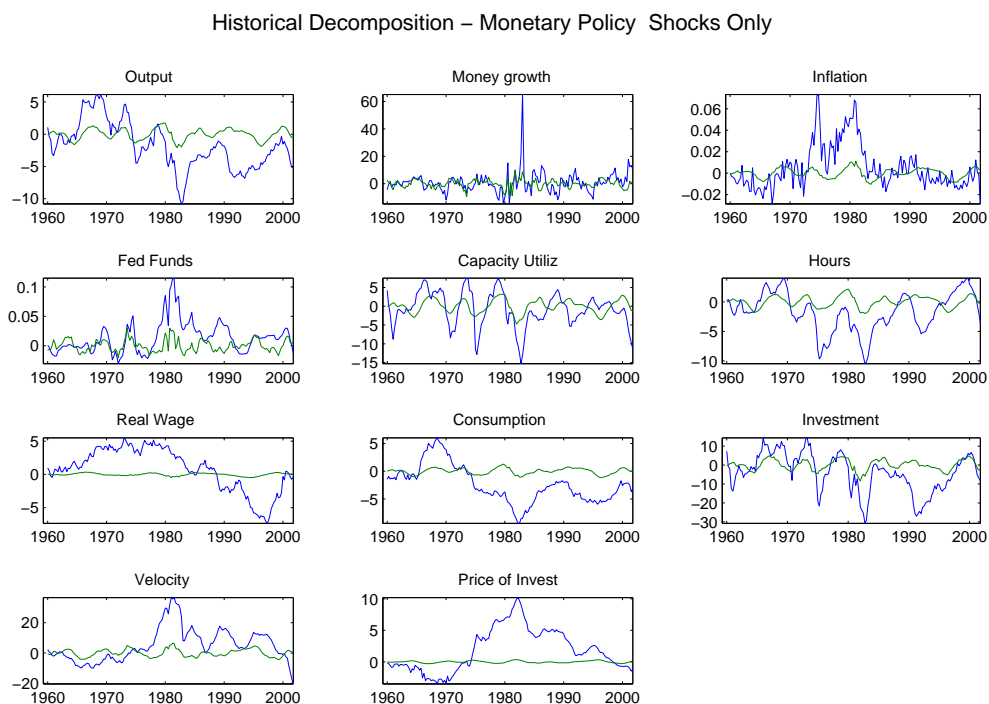 Historical Decomposition – Monetary Policy  Shocks Only
Output
5
0
−5
−10
1960 1970 1980 1990 2000
Money growth
60
40
20
0
1960 1970 1980 1990 2000
Inflation
0.06
0.04
0.02
0
−0.02
1960 1970 1980 1990 2000
Fed Funds
0.1
0.05
0
1960 1970 1980 1990 2000
Capacity Utiliz
5
0
−5
−10
−15
1960 1970 1980 1990 2000
Hours
0
−5
−10
1960 1970 1980 1990 2000
Real Wage
5
0
−5
1960 1970 1980 1990 2000
Consumption
5
0
−5
1960 1970 1980 1990 2000
Investment
10
0
−10
−20
−30
1960 1970 1980 1990 2000
Velocity
20
0
−20
1960 1970 1980 1990 2000
Price of Invest
10
5
0
1960 1970 1980 1990 2000